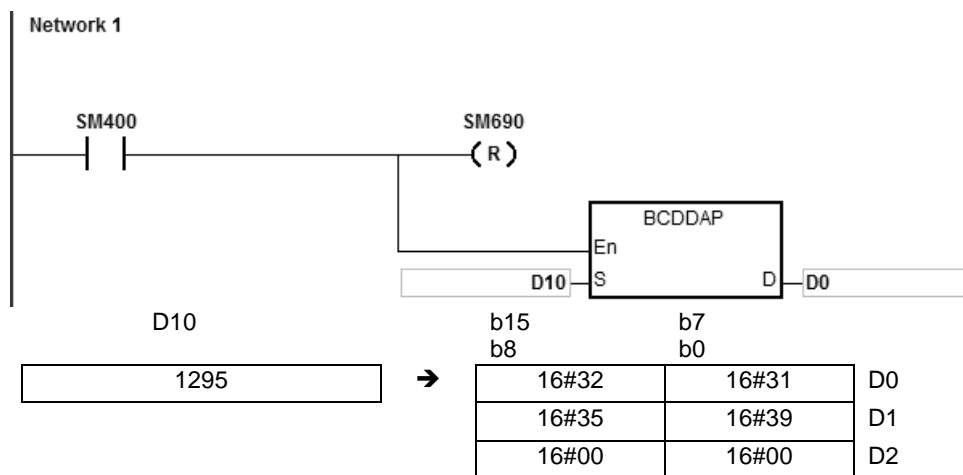 Network 1
SM400 SM690
( R )
BCDDAP
En
D10 S D D0
D10 b15 b7
b8 b0
1295 ➔ 16#32 16#31 D0
16#35 16#39 D1
16#00 16#00 D2